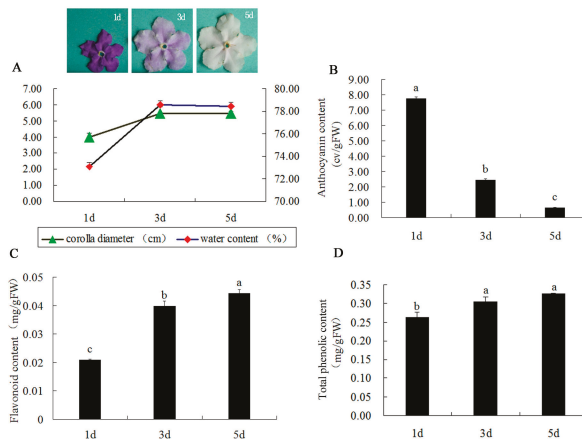 1d 3d 5d
A
7.00 80.00
6.00 78.00
5.00
4.00 76.00
3.00 74.00
2.00
1.00 72.00
0.00 70.00
1d 3d 5d
corolla diameter (cm) water content (%)
B
Anthocyanin content
(cv/gFW)
9.00
8.00
7.00
6.00
5.00
4.00
3.00
2.00
1.00
0.00
a
b
c
1d 3d 5d
C
Flavonoid content (mg/gFW)
0.05
0.04
0.03
0.02
0.01
0
c
b
a
1d 3d 5d
D
Total phenolic content
(mg/gFW)
0.35
0.30
0.25
0.20
0.15
0.10
0.05
0.00
b
a
a
1d 3d 5d